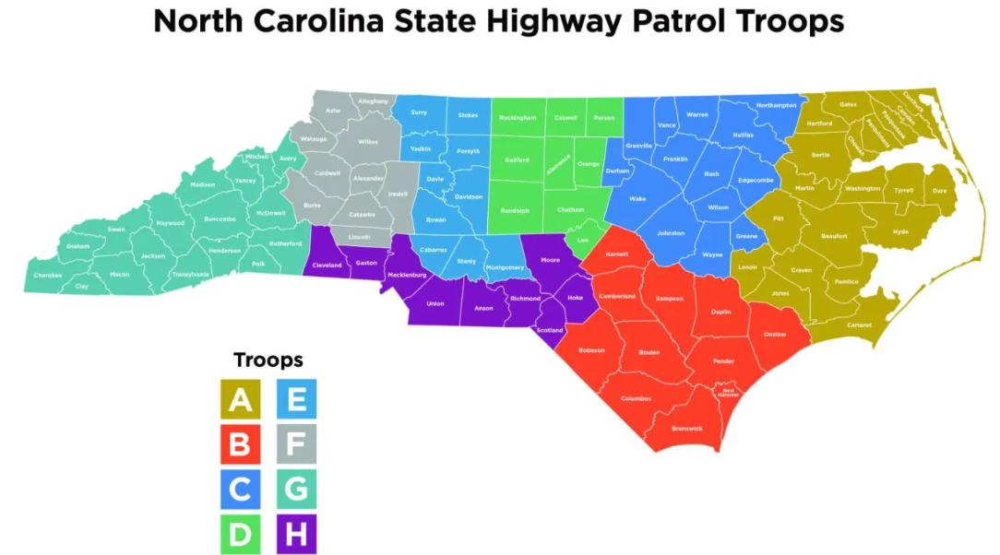 North Carolina State Highway Patrol Troops
Alleghany
Ashe
Surry
Stokes
Rockingham
Caswell
Person
Granville
Vance
Warren
Northampton
Gates
Currituck
Camden
Pasquotank
Perquimans
Chowan
Hertford
Halifax
Watauga
Wilkes
Yadkin
Forsyth
Guilford
Alamance
Orange
Durham
Franklin
Nash
Edgecombe
Bertie
Martin
Washington
Tyrrell
Dare
Mitchell
Avery
Caldwell
Alexander
Iredell
Davie
Davidson
Madison
Yancey
Burke
Catawba
Rowan
Randolph
Chatham
Wake
Wilson
Pitt
Beaufort
Hyde
McDowell
Buncombe
Haywood
Swain
Lincoln
Lee
Johnston
Greene
Graham
Jackson
Henderson
Rutherford
Polk
Cleveland
Gaston
Mecklenburg
Cabarrus
Stanly
Montgomery
Moore
Harnett
Wayne
Lenoir
Craven
Pamlico
Jones
Carteret
Cherokee
Clay
Macon
Transylvania
Union
Anson
Richmond
Hoke
Scotland
Cumberland
Sampson
Duplin
Onslow
Robeson
Bladen
Pender
Columbus
New
Hanover
Brunswick
Troops
A
E
B
F
C
G
D
H